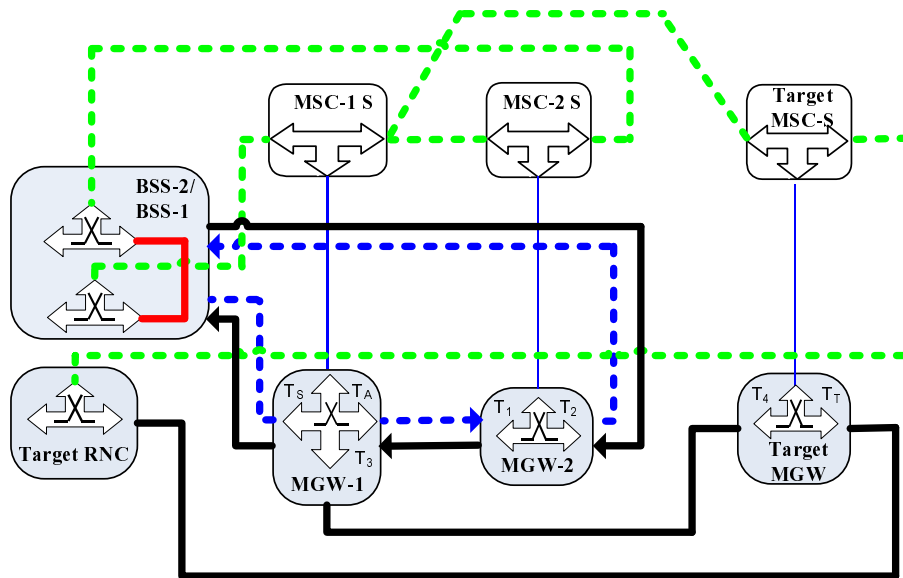 MSC-1 S
MSC-2 S
Target
MSC-S
BSS-2/
BSS-1
TS
TA
T3
MGW-1
T1
T2
MGW-2
T4
TT
Target
MGW
Target RNC